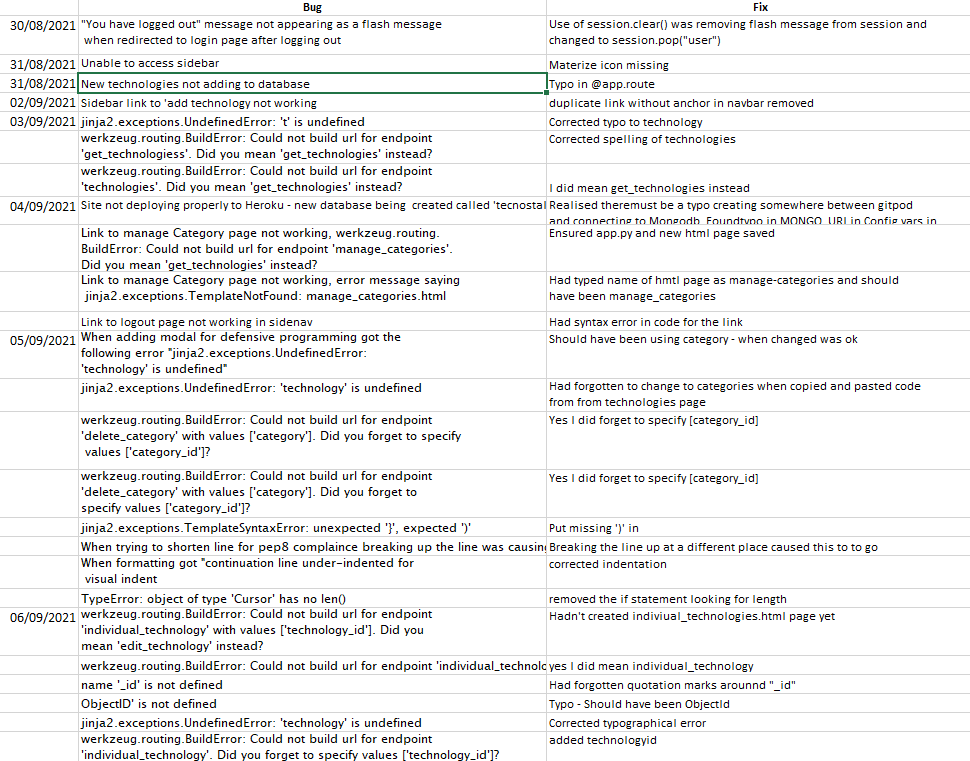 Bug Fix
30/08/2021 "You have logged out" message not appearing as a flash message
when redirected to login page after logging out
Use of session.clear() was removing flash message from session and
changed to session.pop("user")
31/08/2021 Unable to access sidebar Materize icon missing
31/08/2021 New technologies not adding to database Typo in @app.route
02/09/2021 Sidebar link to 'add technology not working duplicate link without anchor in navbar removed
03/09/2021 jinja2.exceptions.UndefinedError: 't' is undefined Corrected typo to technology
werkzeug.routing.BuildError: Could not build url for endpoint
'get_technologiess'. Did you mean 'get_technologies' instead?
Corrected spelling of technologies
werkzeug.routing.BuildError: Could not build url for endpoint
'technologies'. Did you mean 'get_technologies' instead?
I did mean get_technologies instead
04/09/2021 Site not deploying properly to Heroku - new database being created called 'tecnostal
Realised theremust be a typo creating somewhere between gitpod
and connecting to Mongodb. Foundtypo in MONGO_URI in Config vars in
Link to manage Category page not working, werkzeug.routing.
BuildError: Could not build url for endpoint 'manage_categories'.
Did you mean 'get_technologies' instead?
Ensured app.py and new html page saved
Link to manage Category page not working, error message saying
jinja2.exceptions.TemplateNotFound: manage_categories.html
Had typed name of hmtl page as manage-categories and should
have been manage_categories
Link to logout page not working in sidenav Had syntax error in code for the link
05/09/2021 When adding modal for defensive programming got the
following error "jinja2.exceptions.UndefinedError:
'technology' is undefined"
Should have been using category - when changed was ok
jinja2.exceptions.UndefinedError: 'technology' is undefined
Had forgotten to change to categories when copied and pasted code
from from technologies page
werkzeug.routing.BuildError: Could not build url for endpoint
'delete_category' with values ['category']. Did you forget to specify
values ['category_id']?
Yes I did forget to specify [category_id]
werkzeug.routing.BuildError: Could not build url for endpoint
'delete_category' with values ['category']. Did you forget to
specify values ['category_id']?
Yes I did forget to specify [category_id]
jinja2.exceptions.TemplateSyntaxError: unexpected '}', expected ')' Put missing ')' in
When trying to shorten line for pep8 complaince breaking up the line was causing Breaking the line up at a different place caused this to to go
When formatting got "continuation line under-indented for
visual indent
corrected indentation
TypeError: object of type 'Cursor' has no len() removed the if statement looking for length
06/09/2021 werkzeug.routing.BuildError: Could not build url for endpoint
'individual_technology' with values ['technology_id']. Did you
mean 'edit_technology' instead?
Hadn't created indiviual_technologies.html page yet
werkzeug.routing.BuildError: Could not build url for endpoint 'individual_technolo yes I did mean individual_technology
name '_id' is not defined Had forgotten quotation marks arounnd "_id"
ObjectID' is not defined Typo - Should have been ObjectId
jinja2.exceptions.UndefinedError: 'technology' is undefined Corrected typographical error
werkzeug.routing.BuildError: Could not build url for endpoint
'individual_technology'. Did you forget to specify values ['technology_id']?
added technologyid